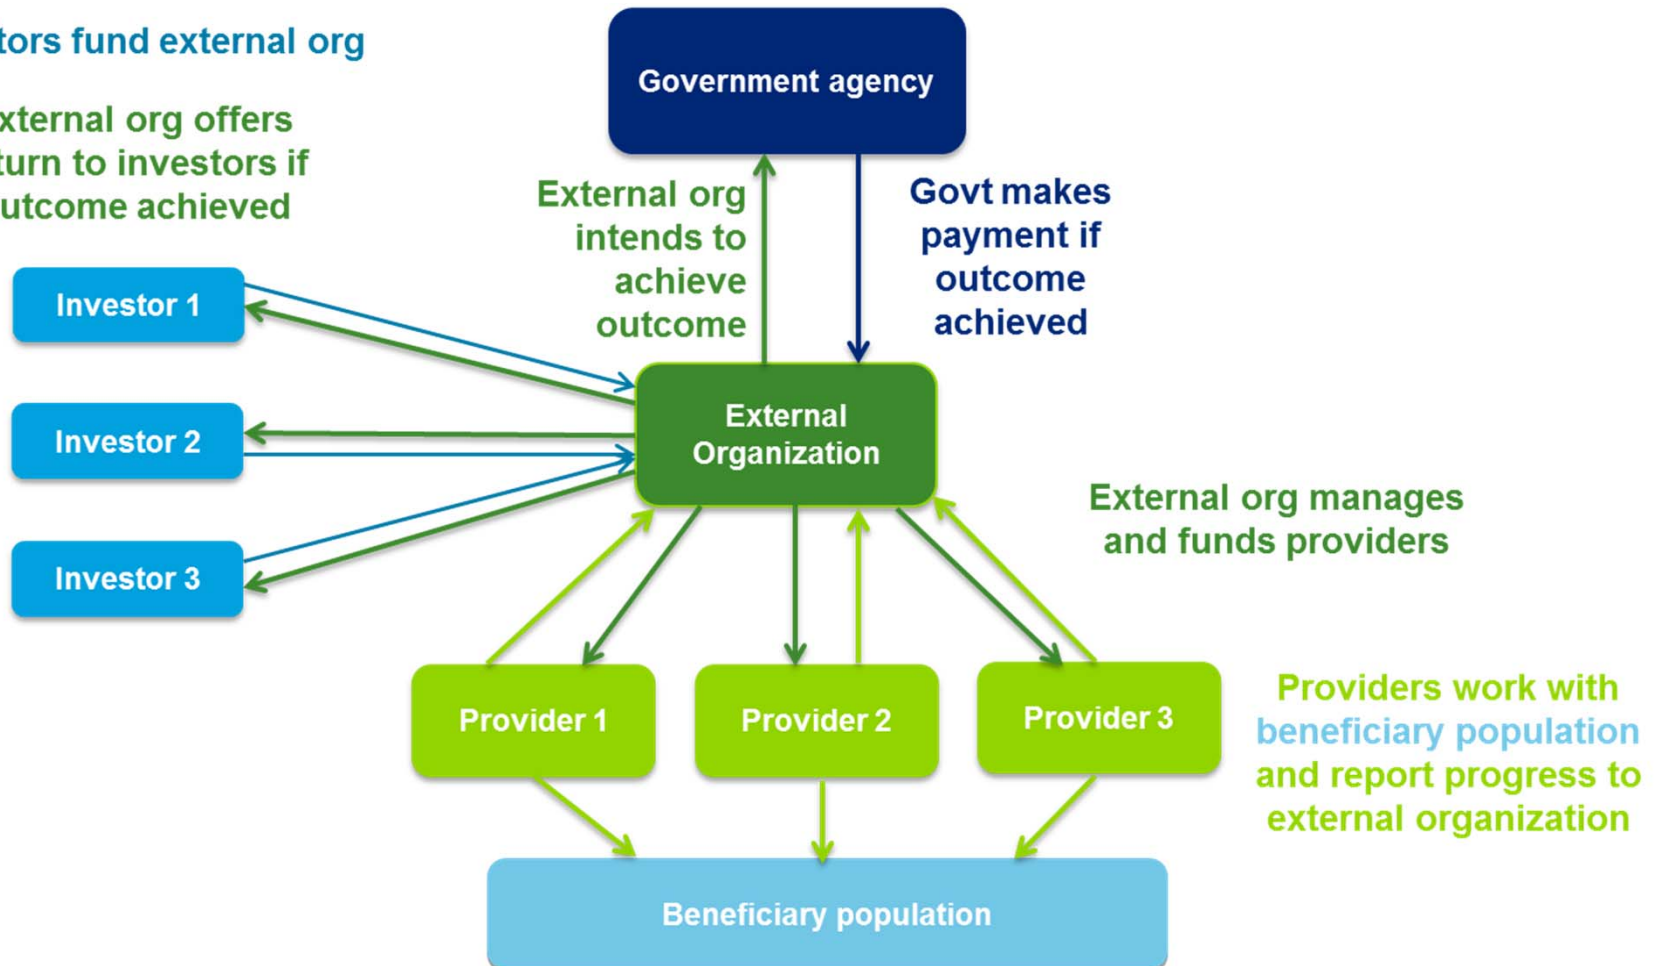 tors fund external org
xternal org offers
turn to investors if
utcome achieved
Government agency
External org
intends to
achieve
outcome
Govt makes
payment if
outcome
achieved
Investor 1
Investor 2
Investor 3
External
Organization
External org manages
and funds providers
Provider 1
Provider 2
Provider 3
Providers work with
beneficiary population
and report progress to
external organization
Beneficiary population